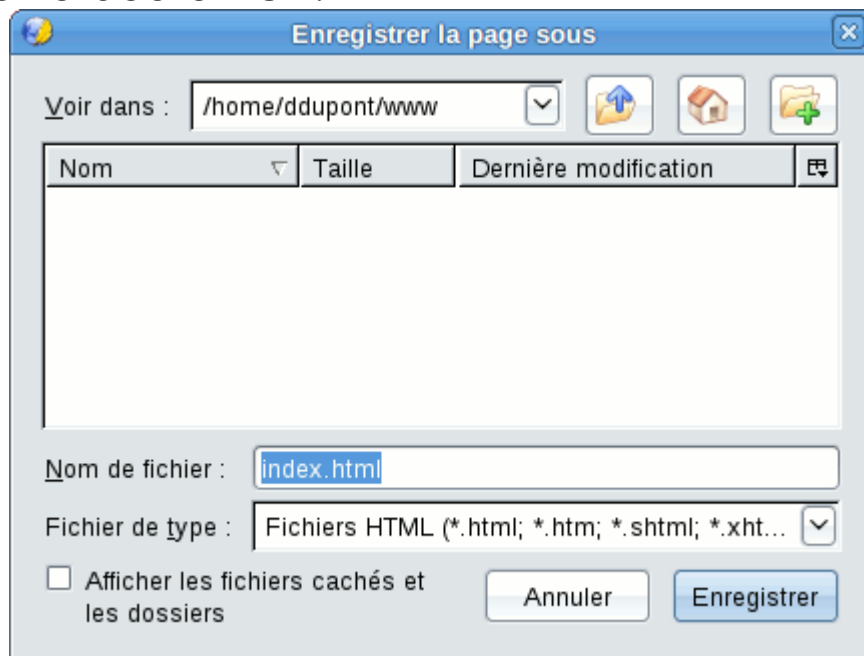 Enregistrer la page sous
Voir dans : /home/ddupont/www
Nom Taille Dernière modification
Nom de fichier : index.html
Fichier de type : Fichiers HTML (*.html; *.htm; *.shtml; *.xht...
Afficher les fichiers cachés et
les dossiers
Annuler Enregistrer